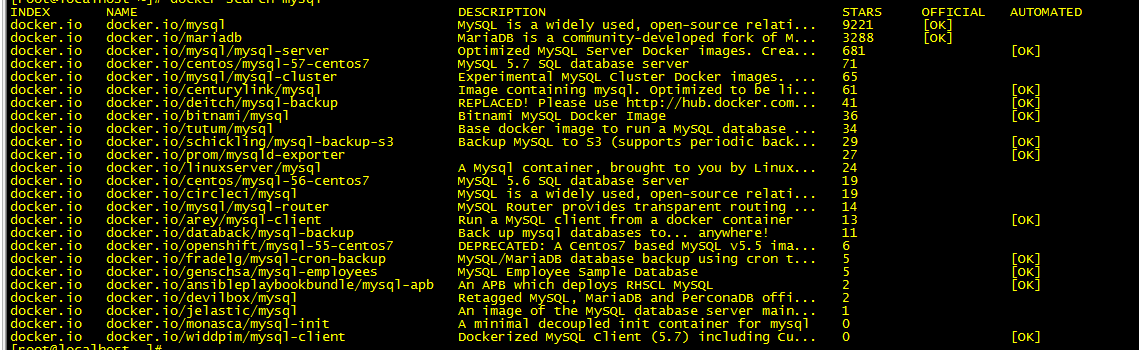 [root@localhost ~]# docker search mysql
INDEX NAME DESCRIPTION STARS OFFICIAL AUTOMATED
docker.io docker.io/mysql MySQL is a widely used, open-source relati... 9221 [OK]
docker.io docker.io/mariadb MariaDB is a community-developed fork of M... 3288 [OK]
docker.io docker.io/mysql/mysql-server Optimized MySQL Server Docker images. Crea... 681 [OK]
docker.io docker.io/centos/mysql-57-centos7 MySQL 5.7 SQL database server 71
docker.io docker.io/mysql/mysql-cluster Experimental MySQL Cluster Docker images. ... 65
docker.io docker.io/centurylink/mysql Image containing mysql. Optimized to be li... 61 [OK]
docker.io docker.io/deitch/mysql-backup REPLACED! Please use http://hub.docker.com... 41 [OK]
docker.io docker.io/bitnami/mysql Bitnami MySQL Docker Image 36 [OK]
docker.io docker.io/tutum/mysql Base docker image to run a MySQL database ... 34
docker.io docker.io/schickling/mysql-backup-s3 Backup MySQL to S3 (supports periodic back... 29 [OK]
docker.io docker.io/prom/mysqld-exporter 27 [OK]
docker.io docker.io/linuxserver/mysql A Mysql container, brought to you by Linux... 24
docker.io docker.io/centos/mysql-56-centos7 MySQL 5.6 SQL database server 19
docker.io docker.io/circleci/mysql MySQL is a widely used, open-source relati... 19
docker.io docker.io/mysql/mysql-router MySQL Router provides transparent routing ... 14
docker.io docker.io/arey/mysql-client Run a MySQL client from a docker container 13 [OK]
docker.io docker.io/databack/mysql-backup Back up mysql databases to... anywhere! 11
docker.io docker.io/openshift/mysql-55-centos7 DEPRECATED: A Centos7 based MySQL v5.5 ima... 6
docker.io docker.io/fradelg/mysql-cron-backup MySQL/MariaDB database backup using cron t... 5 [OK]
docker.io docker.io/genschsa/mysql-employees MySQL Employee Sample Database 5 [OK]
docker.io docker.io/ansibleplaybookbundle/mysql-apb An APB which deploys RHSCL MySQL 2 [OK]
docker.io docker.io/devilbox/mysql Retagged MySQL, MariaDB and PerconaDB offi... 2
docker.io docker.io/jelastic/mysql An image of the MySQL database server main... 1
docker.io docker.io/monasca/mysql-init A minimal decoupled init container for mysql 0
docker.io docker.io/widdpim/mysql-client Dockerized MySQL Client (5.7) including Cu... 0 [OK]
[root@localhost ~]#